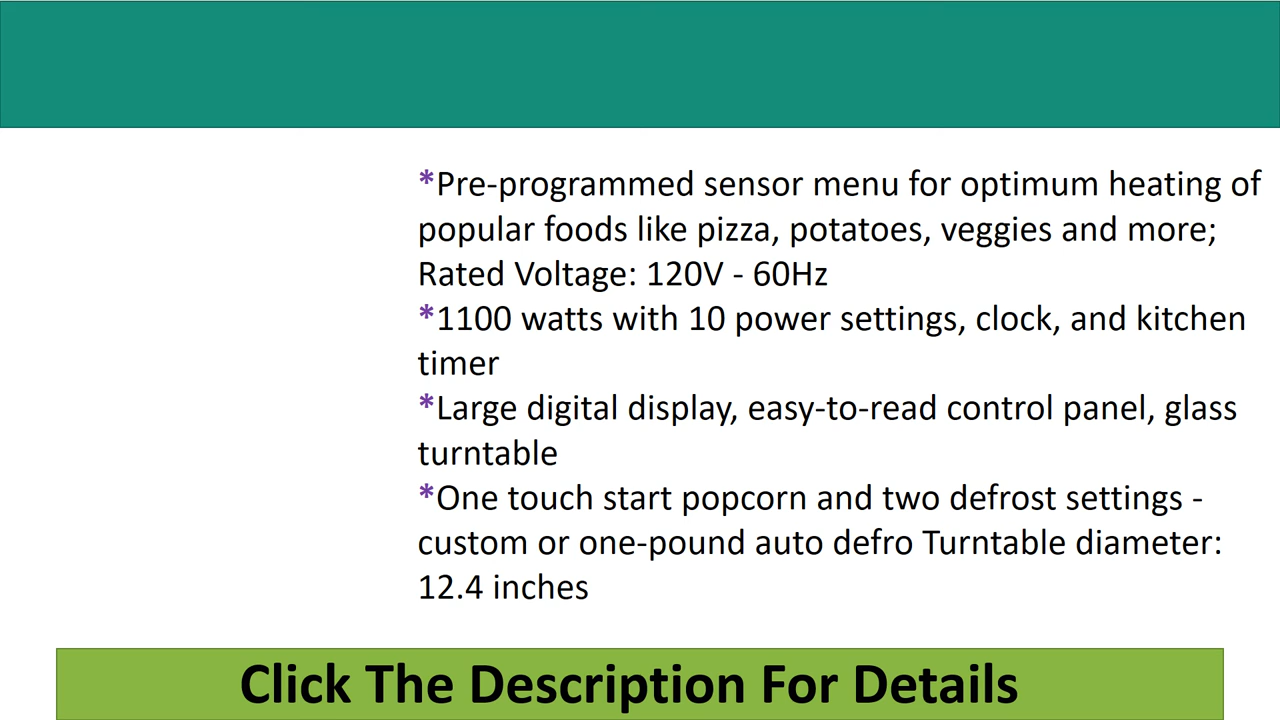 *Pre-programmed sensor menu for optimum heating of
popular foods like pizza, potatoes, veggies and more;
Rated Voltage: 120V - 60Hz
*1100 watts with 10 power settings, clock, and kitchen
timer
*Large digital display, easy-to-read control panel, glass
turntable
*One touch start popcorn and two defrost settings -
custom or one-pound auto defro Turntable diameter:
12.4 inches
Click The Description For Details